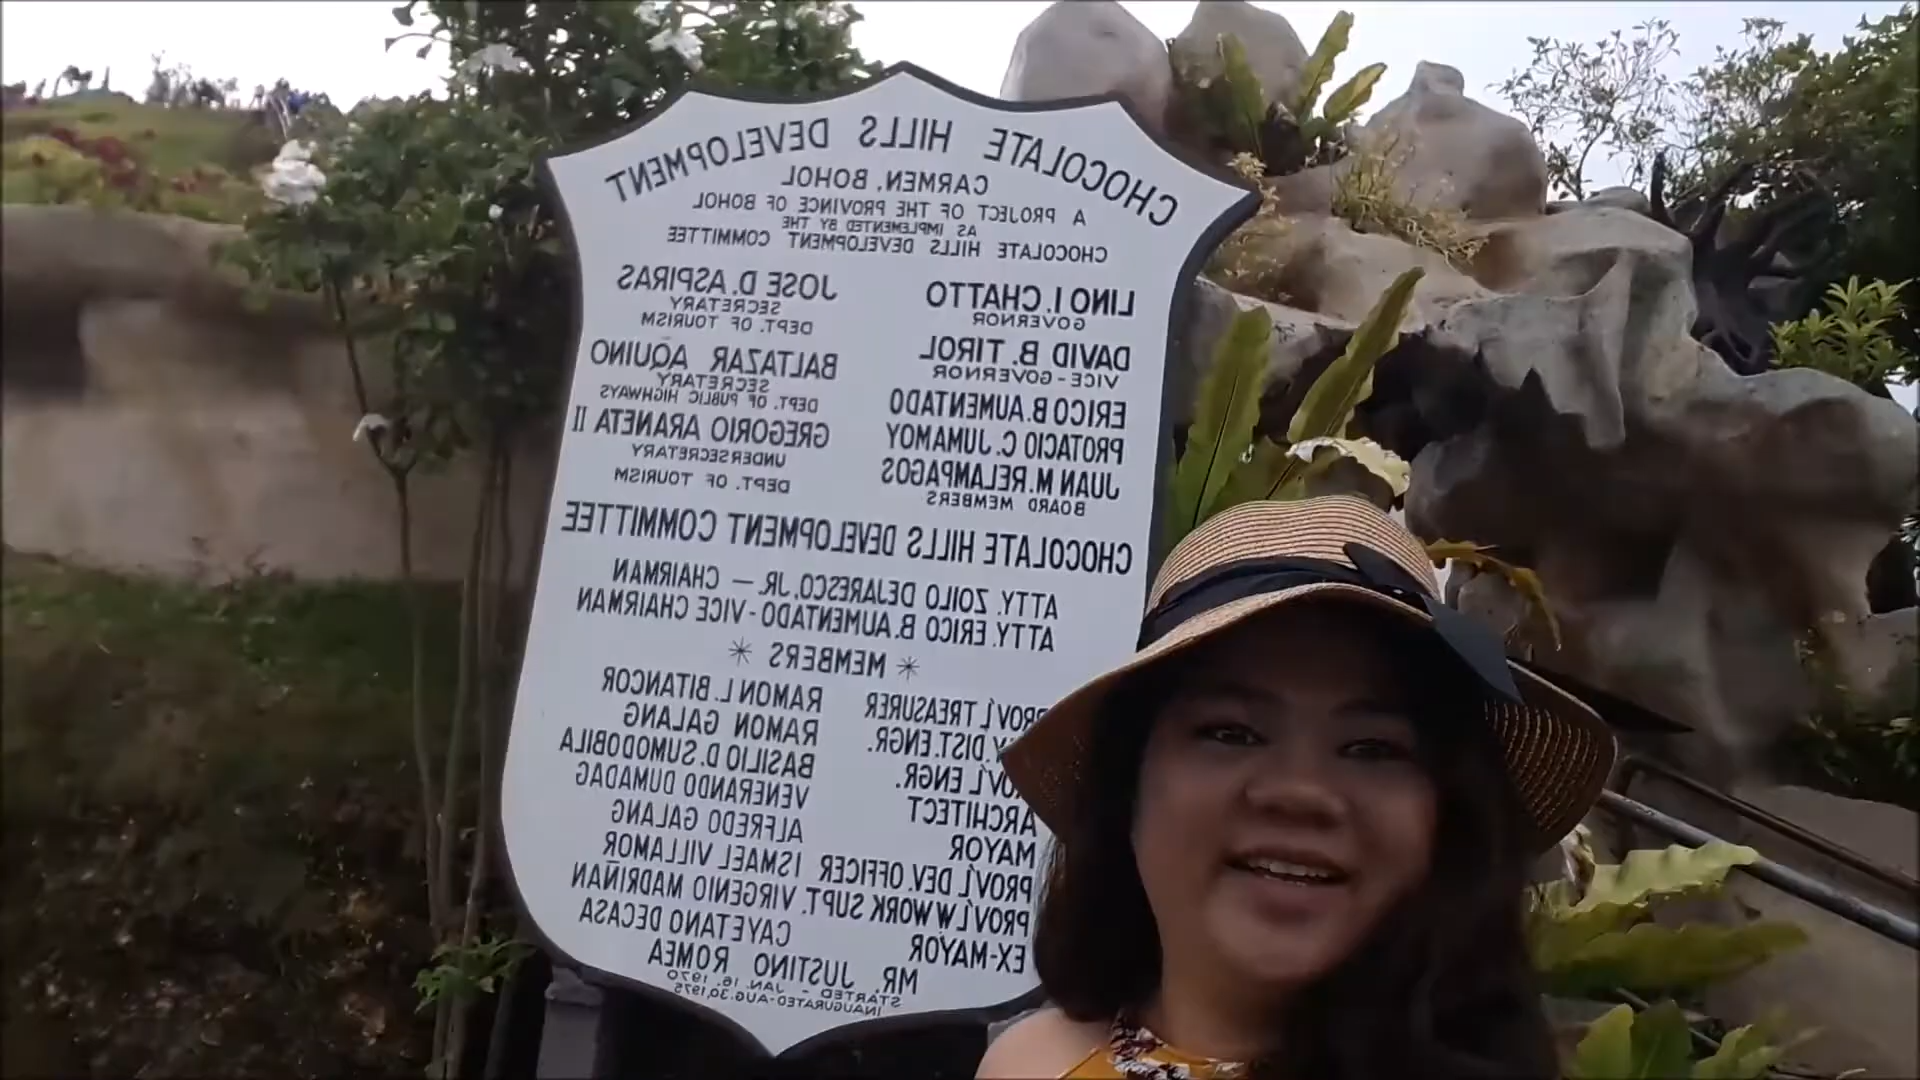 CHOCOLATE HILLS DEVELOPMENT
CARMEN, BOHOL
A PROJECT OF THE PROVINCE OF BOHOL
AS IMPLEMENTED BY THE
CHOCOLATE HILLS DEVELOPMENT COMMITTEE
LINO I. CHATTO
GOVERNOR
DAVID B. TIROL
VICE-GOVERNOR
ERICO B. AUMENTADO
PROTACIO C. JUMAMOY
JUAN M. RELAMPAGOS
BOARD MEMBERS
JOSE D. ASPIRAS
SECRETARY
DEPT. OF TOURISM
BALTAZAR AQUINO
SECRETARY
DEPT. OF PUBLIC HIGHWAYS
GREGORIO ARANETA II
UNDERSECRETARY
DEPT. OF TOURISM
CHOCOLATE HILLS DEVELOPMENT COMMITTEE
ATTY. ZOILO DEJARESCO, JR. — CHAIRMAN
ATTY. ERICO B. AUMENTADO - VICE CHAIRMAN
* MEMBERS *
PROV'L TREASURER RAMON L. BITANCOR
DIST. ENGR. RAMON GALANG
PROV'L ENGR. BASILIO D. SUMODOBILA
ARCHITECT VENERANDO DUMADAG
MAYOR ALFREDO GALANG
PROV'L DEV. OFFICER ISMAEL VILLAMOR
PROV'L WORK SUPT. VIRGENIO MADRIÑAN
EX-MAYOR CAYETANO DECASA
MR. JUSTINO ROMEA
STARTED - JAN. 16, 1970
INAUGURATED-AUG. 30, 1975